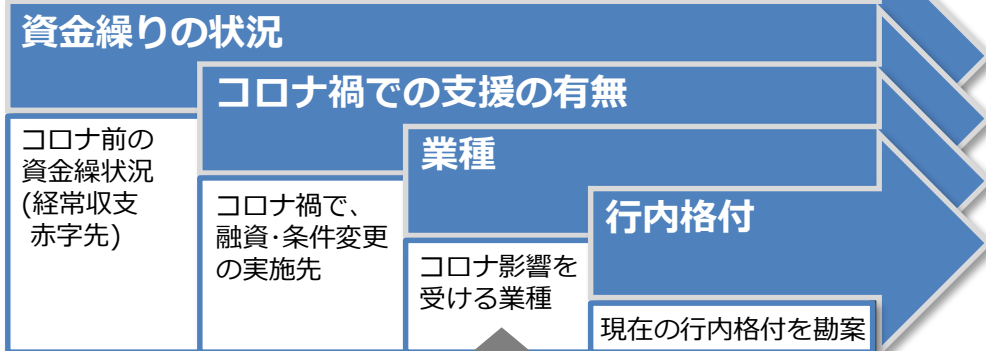 資金繰りの状況
コロナ禍での支援の有無
業種
行内格付
コロナ前の
資金繰状況
(経常収支
赤字先)
コロナ禍で、
融資･条件変更
の実施先
コロナ影響を
受ける業種
現在の行内格付を勘案